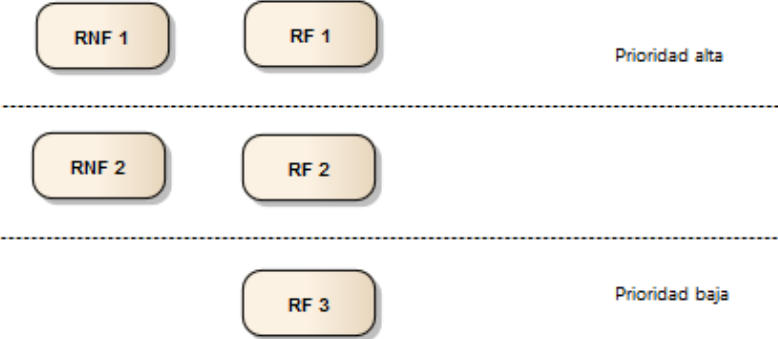 RNF 1
RF 1
Prioridad alta
RNF 2
RF 2
RF 3
Prioridad baja